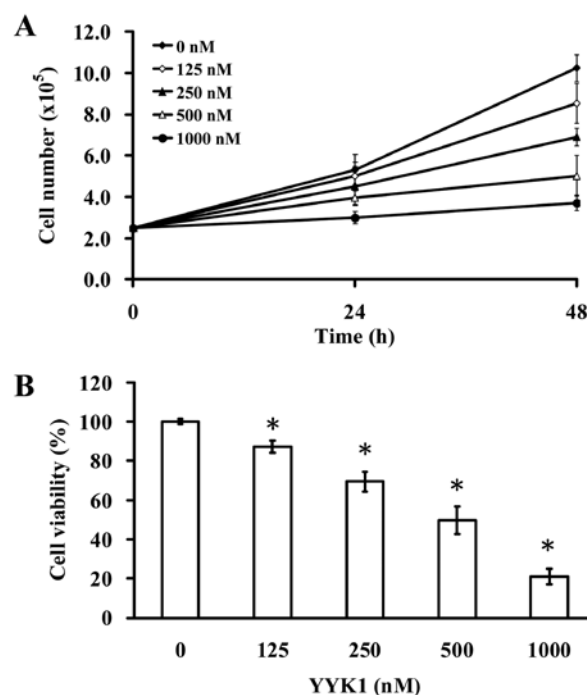 A
Cell number (x10⁵)
12.0
10.0
8.0
6.0
4.0
2.0
0.0
0 nM
125 nM
250 nM
500 nM
1000 nM
0 24 48
Time (h)
B
Cell viability (%)
120
100
80
60
40
20
0
* * * *
0 125 250 500 1000
YYK1 (nM)